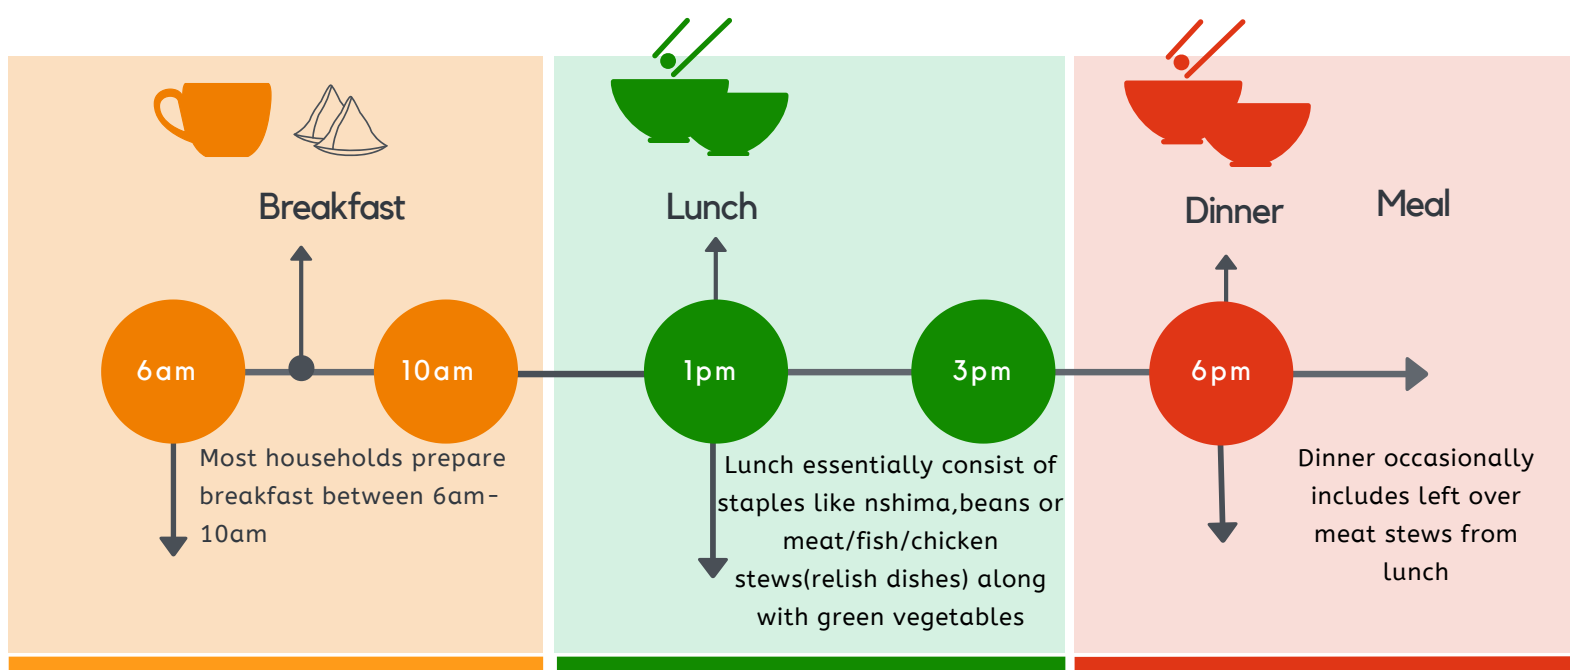 Breakfast
Lunch
Dinner
Meal
6am
10am
1pm
3pm
6pm
Most households prepare
breakfast between 6am-
10am
Lunch essentially consist of
staples like nshima,beans or
meat/fish/chicken
stews(relish dishes) along
with green vegetables
Dinner occasionally
includes left over
meat stews from
lunch